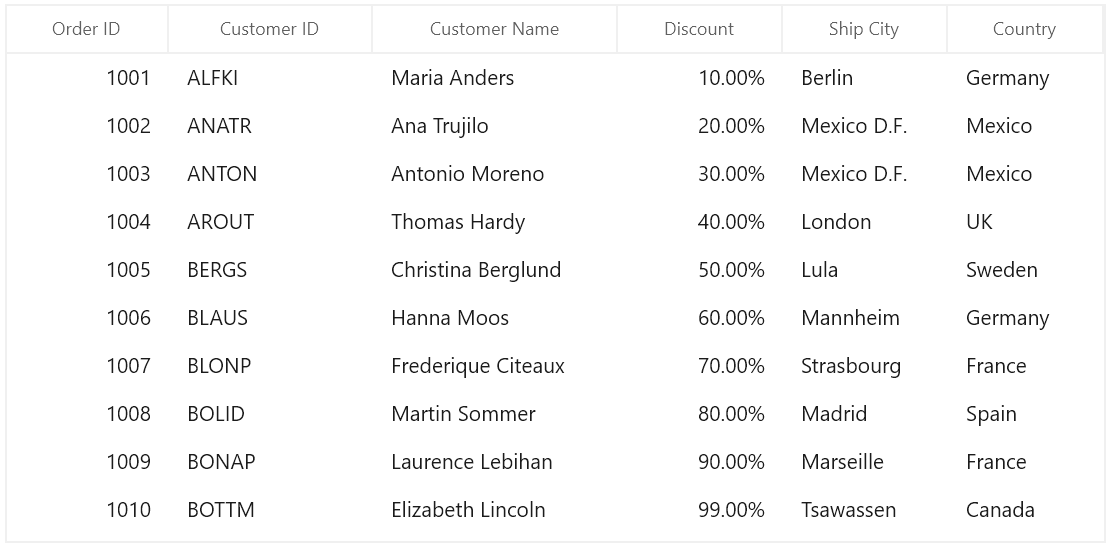 Order ID Customer ID Customer Name Discount Ship City Country
1001 ALFKI Maria Anders 10.00% Berlin Germany
1002 ANATR Ana Trujilo 20.00% Mexico D.F. Mexico
1003 ANTON Antonio Moreno 30.00% Mexico D.F. Mexico
1004 AROUT Thomas Hardy 40.00% London UK
1005 BERGS Christina Berglund 50.00% Lula Sweden
1006 BLAUS Hanna Moos 60.00% Mannheim Germany
1007 BLONP Frederique Citeaux 70.00% Strasbourg France
1008 BOLID Martin Sommer 80.00% Madrid Spain
1009 BONAP Laurence Lebihan 90.00% Marseille France
1010 BOTTM Elizabeth Lincoln 99.00% Tsawassen Canada